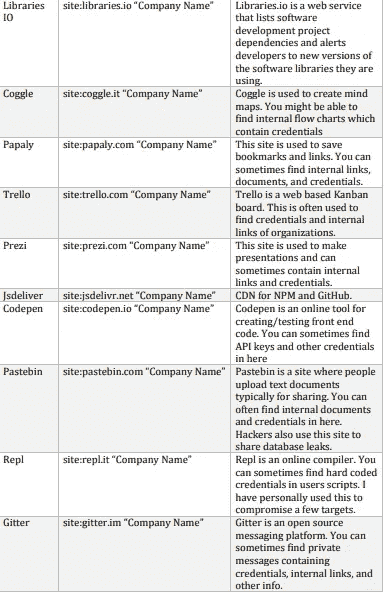 Libraries IO
site:libraries.io “Company Name”
Libraries.io is a web service
that lists software
development project
dependencies and alerts
developers to new versions of
the software libraries they are
using.
Coggle
site:coggle.it “Company Name”
Coggle is used to create mind
maps. You might be able to
find internal flow charts which
contain credentials
Papaly
site:papaly.com “Company Name”
This site is used to save
bookmarks and links. You can
sometimes find internal links,
documents, and credentials.
Trello
site:trello.com “Company Name”
Trello is a web based Kanban
board. This is often used to
find credentials and internal
links of organizations.
Prezi
site:prezi.com “Company Name”
This site is used to make
presentations and can
sometimes contain internal
links and credentials.
Jsdeliver
site:jsdelivr.net “Company Name”
CDN for NPM and GitHub.
Codepen
site:codepen.io “Company Name”
Codepen is an online tool for
creating/testing front end
code. You can sometimes find
API keys and other credentials
in here
Pastebin
site:pastebin.com “Company Name”
Pastebin is a site where people
upload text documents
typically for sharing. You can
often find internal documents
and credentials in here.
Hackers also use this site to
share database leaks.
Repl
site:repl.it “Company Name”
Repl is an online compiler. You
can sometimes find hard coded
credentials in users scripts. I
have personally used this to
compromise a few targets.
Gitter
site:gitter.im “Company Name”
Gitter is an open source
messaging platform. You can
sometimes find private
messages containing
credentials, internal links, and
other info.